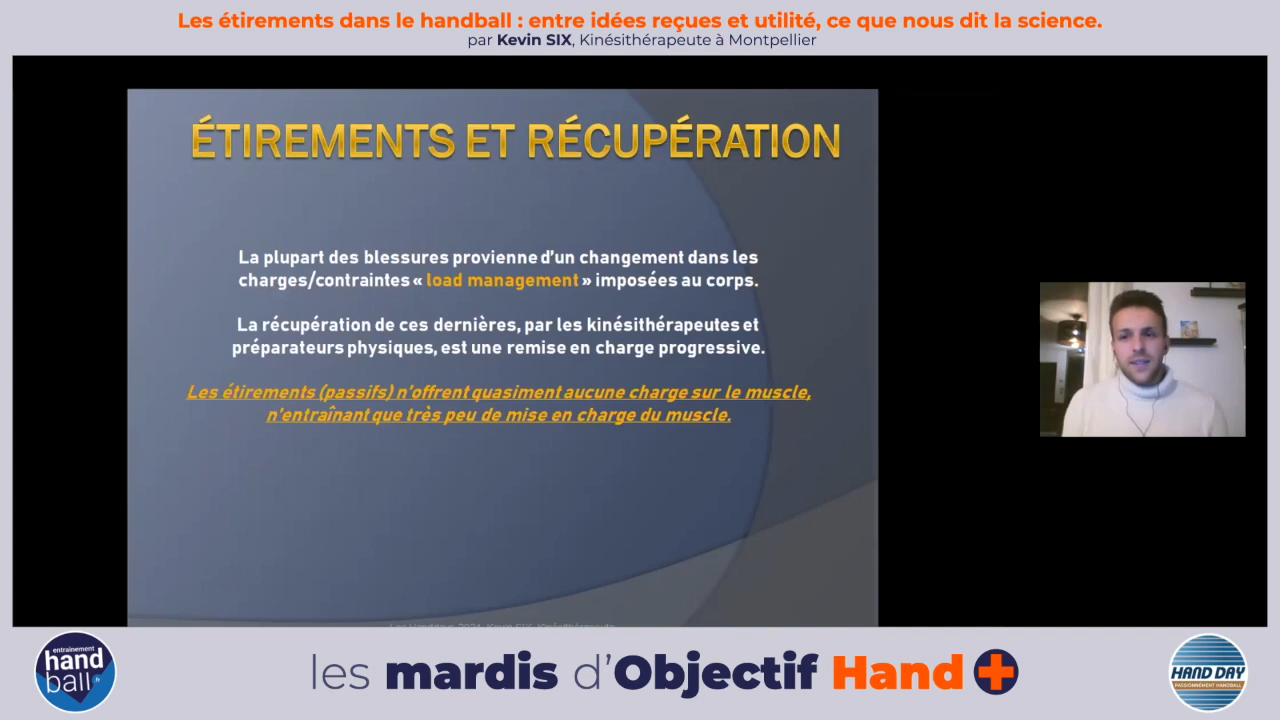 Les étirements dans le handball : entre idées reçues et utilité, ce que nous dit la science.
par Kevin SIX, Kinésithérapeute à Montpellier
ÉTIREMENTS ET RÉCUPÉRATION
La plupart des blessures provienne d'un changement dans les
charges/contraintes « load management » imposées au corps.
La récupération de ces dernières, par les kinésithérapeutes et
préparateurs physiques, est une remise en charge progressive.
Les étirements (passifs) n'offrent quasiment aucune charge sur le muscle,
n'entraînant que très peu de mise en charge du muscle.
entrainement
hand
ball.fr
les mardis d'Objectif Hand +
HAND DAY
PASSIONNÉMENT HANDBALL